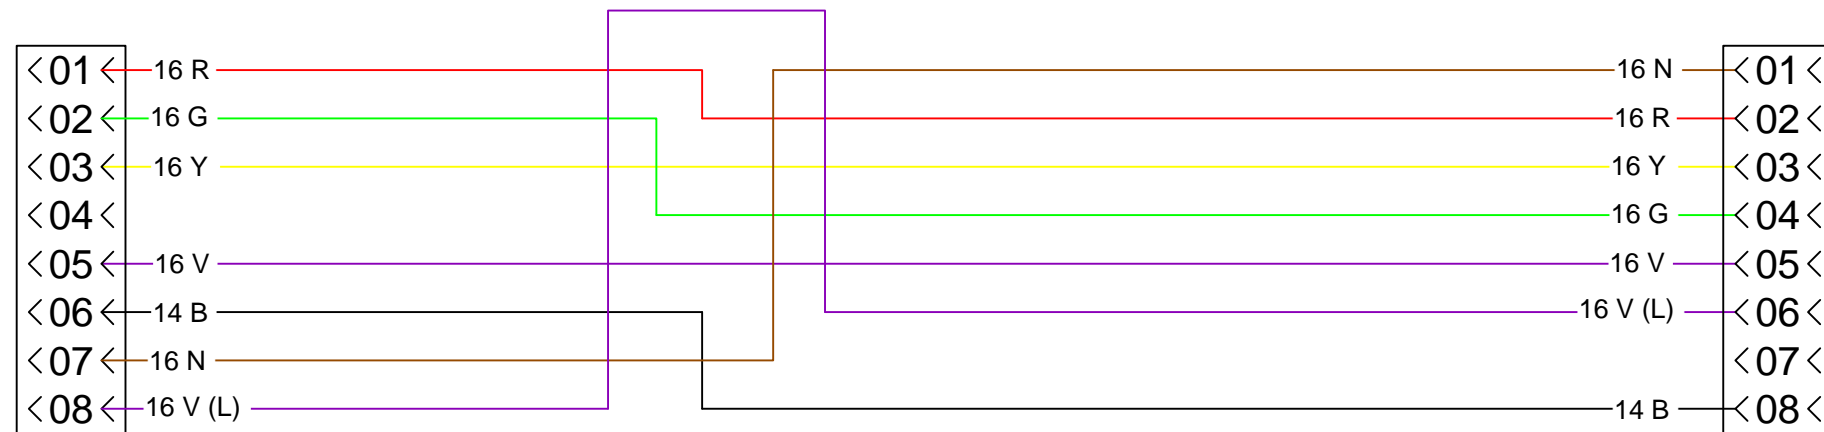 01 16 R 16 N 01
02 16 G 16 R 02
03 16 Y 16 Y 03
04 16 G 04
05 16 V 16 V 05
06 14 B 16 V (L) 06
07 16 N 07
08 16 V (L) 14 B 08